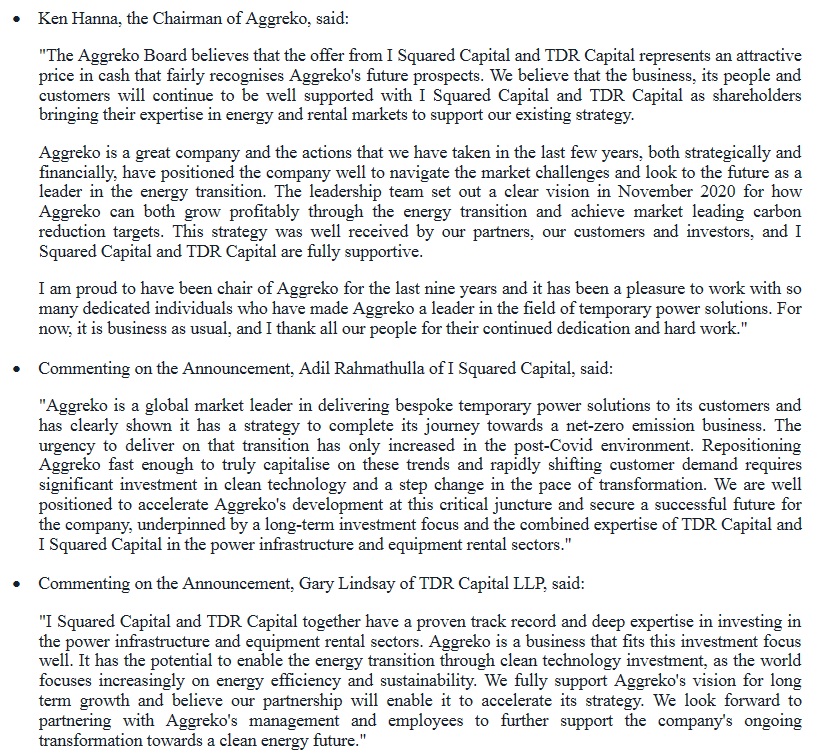 • Ken Hanna, the Chairman of Aggreko, said:
"The Aggreko Board believes that the offer from I Squared Capital and TDR Capital represents an attractive
price in cash that fairly recognises Aggreko's future prospects. We believe that the business, its people and
customers will continue to be well supported with I Squared Capital and TDR Capital as shareholders
bringing their expertise in energy and rental markets to support our existing strategy.
Aggreko is a great company and the actions that we have taken in the last few years, both strategically and
financially, have positioned the company well to navigate the market challenges and look to the future as a
leader in the energy transition. The leadership team set out a clear vision in November 2020 for how
Aggreko can both grow profitably through the energy transition and achieve market leading carbon
reduction targets. This strategy was well received by our partners, our customers and investors, and I
Squared Capital and TDR Capital are fully supportive.
I am proud to have been chair of Aggreko for the last nine years and it has been a pleasure to work with so
many dedicated individuals who have made Aggreko a leader in the field of temporary power solutions. For
now, it is business as usual, and I thank all our people for their continued dedication and hard work."
• Commenting on the Announcement, Adil Rahmathulla of I Squared Capital, said:
"Aggreko is a global market leader in delivering bespoke temporary power solutions to its customers and
has clearly shown it has a strategy to complete its journey towards a net-zero emission business. The
urgency to deliver on that transition has only increased in the post-Covid environment. Repositioning
Aggreko fast enough to truly capitalise on these trends and rapidly shifting customer demand requires
significant investment in clean technology and a step change in the pace of transformation. We are well
positioned to accelerate Aggreko's development at this critical juncture and secure a successful future for
the company, underpinned by a long-term investment focus and the combined expertise of TDR Capital and
I Squared Capital in the power infrastructure and equipment rental sectors."
• Commenting on the Announcement, Gary Lindsay of TDR Capital LLP, said:
"I Squared Capital and TDR Capital together have a proven track record and deep expertise in investing in
the power infrastructure and equipment rental sectors. Aggreko is a business that fits this investment focus
well. It has the potential to enable the energy transition through clean technology investment, as the world
focuses increasingly on energy efficiency and sustainability. We fully support Aggreko's vision for long
term growth and believe our partnership will enable it to accelerate its strategy. We look forward to
partnering with Aggreko's management and employees to further support the company's ongoing
transformation towards a clean energy future."